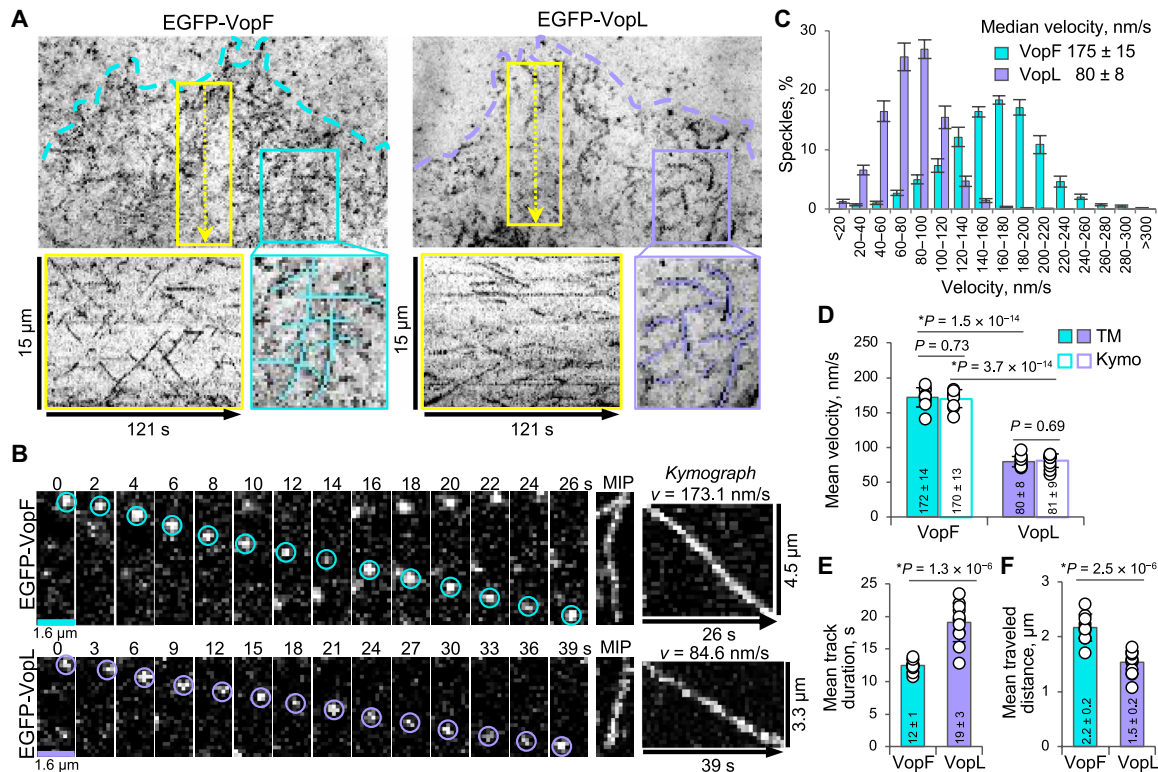 A
EGFP-VopF
EGFP-VopL
15 µm
121 s
15 µm
121 s
B
EGFP-VopF
0 2 4 6 8 10 12 14 16 18 20 22 24 26 s
MIP
Kymograph
v = 173.1 nm/s
4.5 µm
1.6 µm
26 s
EGFP-VopL
0 3 6 9 12 15 18 21 24 27 30 33 36 39 s
MIP
v = 84.6 nm/s
3.3 µm
1.6 µm
39 s
C
Median velocity, nm/s
VopF 175 ± 15
VopL 80 ± 8
Speckles, %
30
20
10
0
<20
20–40
40–60
60–80
80–100
100–120
120–140
140–160
160–180
180–200
200–220
220–240
240–260
260–280
280–300
>300
Velocity, nm/s
D
*P = 1.5 × 10⁻¹⁴
TM
P = 0.73
Kymo
*P = 3.7 × 10⁻¹⁴
P = 0.69
Mean velocity, nm/s
250
200
150
100
50
0
172 ± 14
170 ± 13
80 ± 8
81 ± 9
VopF
VopL
E
*P = 1.3 × 10⁻⁶
Mean track
duration, s
25
20
15
10
5
0
12 ± 1
19 ± 3
VopF
VopL
F
*P = 2.5 × 10⁻⁶
Mean traveled
distance, µm
3
2
1
0
2.2 ± 0.2
1.5 ± 0.2
VopF
VopL